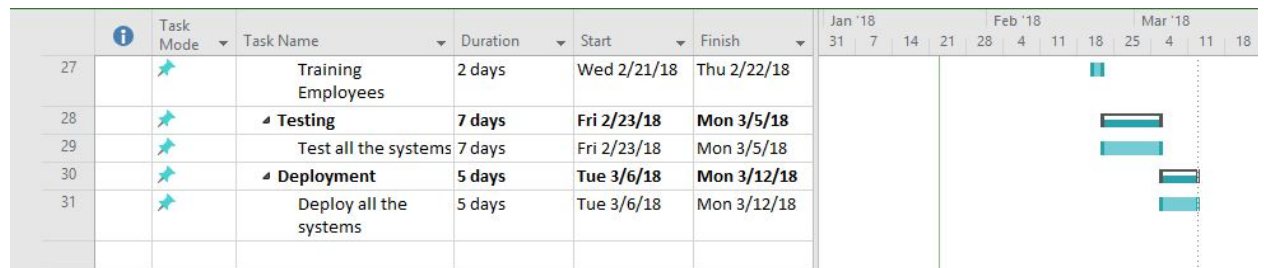 Jan '18 Feb '18 Mar '18
Task Mode Task Name Duration Start Finish 31 7 14 21 28 4 11 18 25 4 11 18
27 Training Employees 2 days Wed 2/21/18 Thu 2/22/18
28 Testing 7 days Fri 2/23/18 Mon 3/5/18
29 Test all the systems 7 days Fri 2/23/18 Mon 3/5/18
30 Deployment 5 days Tue 3/6/18 Mon 3/12/18
31 Deploy all the systems 5 days Tue 3/6/18 Mon 3/12/18